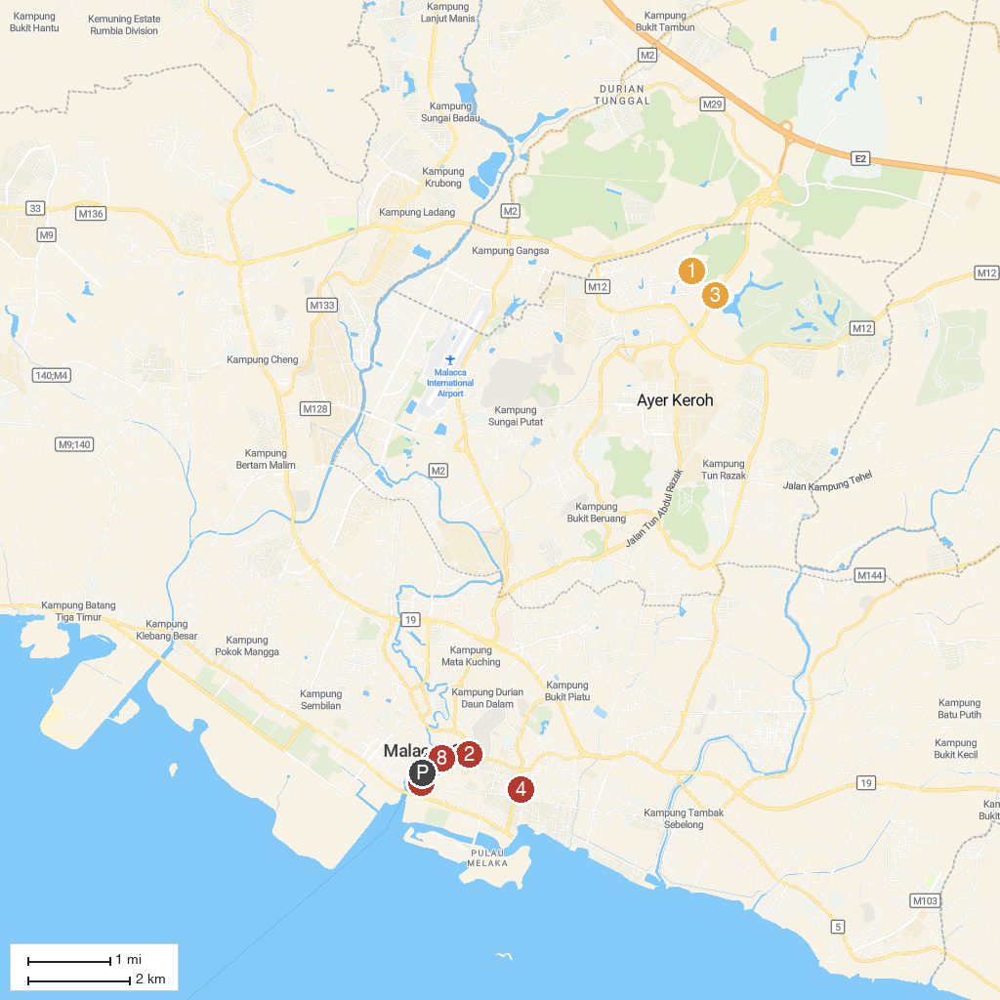 Kampung
Bukit Hantu
Kemuning Estate
Rumbia Division
Kampung
Lanjut Manis
Kampung
Bukit Tambun
M2
DURIAN
TUNGGAL
M29
Kampung
Sungai Badau
E2
Kampung
Krubong
33
M136
Kampung Ladang
M2
M9
Kampung Gangsa
1
M12
M12
3
M133
M12
Kampung Cheng
Malacca
International
Airport
140;M4
Ayer Keroh
M128
Kampung
Sungai Putat
M9;140
Kampung
Bertam Malim
M2
Kampung
Tun Razak
Jalan Kampung Tehel
Jalan Tun Abdul Razak
Kampung
Bukit Beruang
M144
Kampung Batang
Tiga Timur
Kampung
Klebang Besar
19
Kampung
Pokok Mangga
Kampung
Mata Kuching
Kampung
Sembilan
Kampung Durian
Daun Dalam
Kampung
Bukit Piatu
Kampung
Batu Putih
Kampung
Bukit Kecil
8
2
P
4
19
Kampung Tambak
Sebelong
PULAU
MELAKA
M103
5
1 mi
2 km